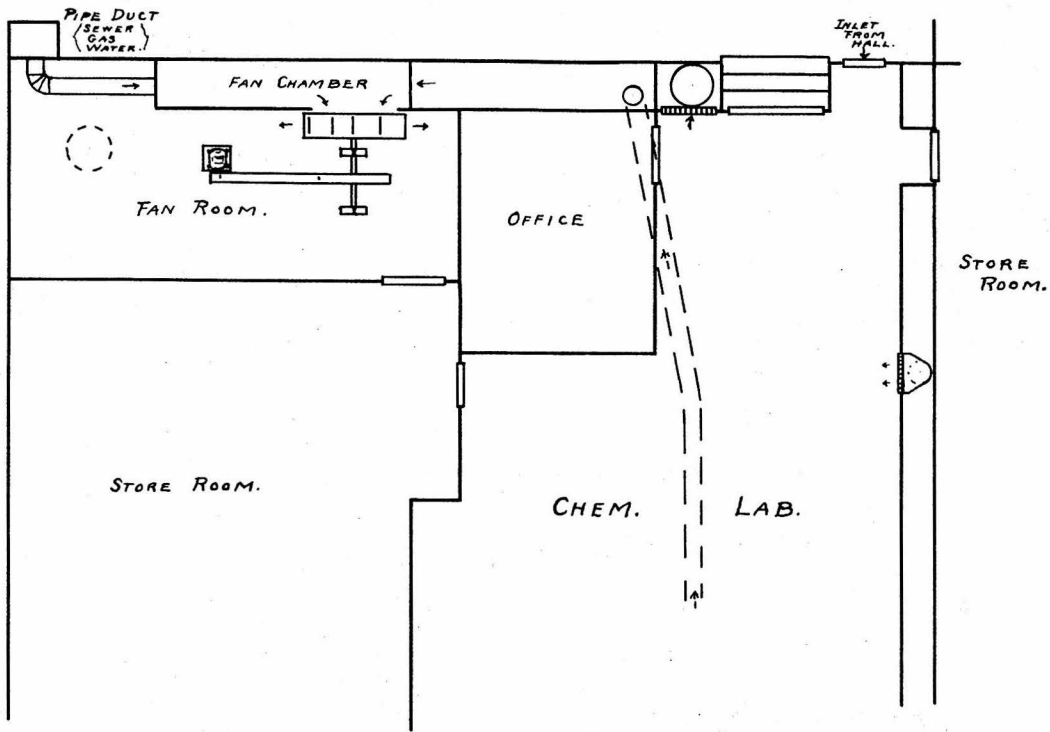 PIPE DUCT
{SEWER
GAS
WATER.}
INLET
FROM
HALL.
FAN CHAMBER
FAN ROOM.
OFFICE
STORE
ROOM.
STORE ROOM.
CHEM. LAB.